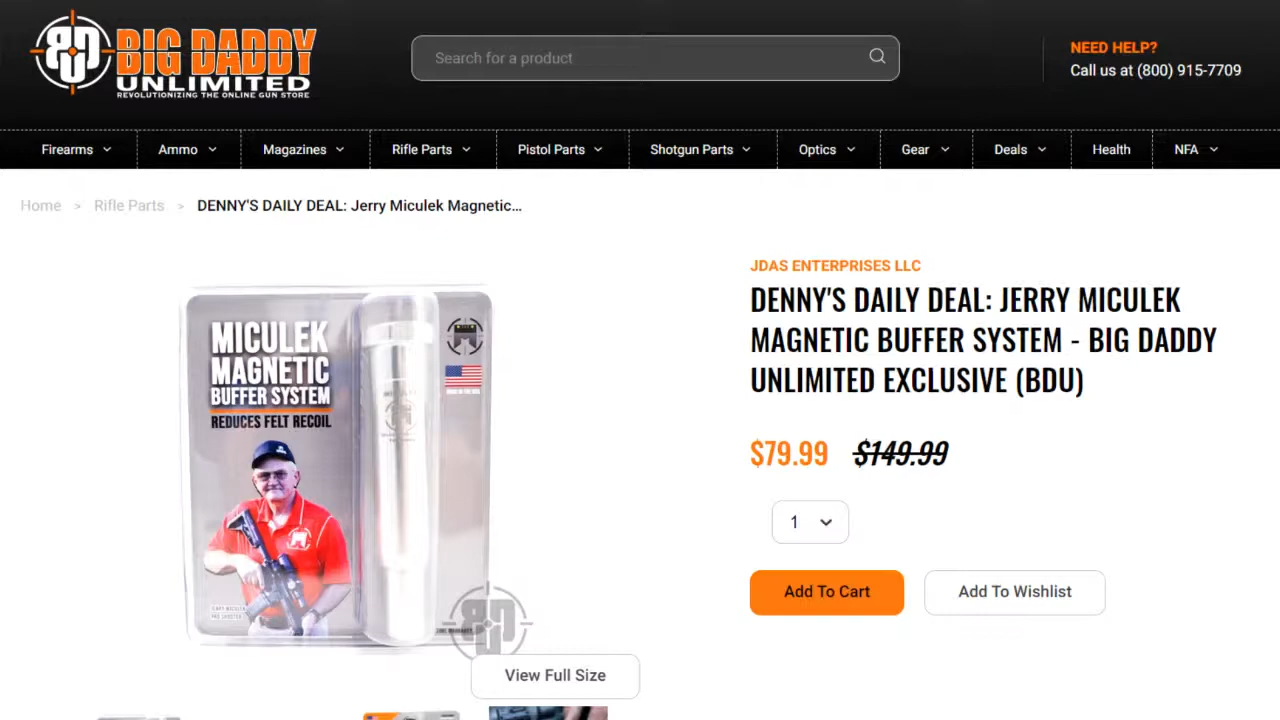 BIG DADDY
UNLIMITED
REVOLUTIONIZING THE ONLINE GUN STORE
Search for a product
NEED HELP?
Call us at (800) 915-7709
Firearms
Ammo
Magazines
Rifle Parts
Pistol Parts
Shotgun Parts
Optics
Gear
Deals
Health
NFA
Home > Rifle Parts > DENNY'S DAILY DEAL: Jerry Miculek Magnetic...
MICULEK
MAGNETIC
BUFFER SYSTEM
REDUCES FELT RECOIL
JERRY MICULEK
PRO SHOOTER
JDAS ENTERPRISES LLC
DENNY'S DAILY DEAL: JERRY MICULEK
MAGNETIC BUFFER SYSTEM - BIG DADDY
UNLIMITED EXCLUSIVE (BDU)
$79.99 $149.99
1
Add To Cart
Add To Wishlist
View Full Size